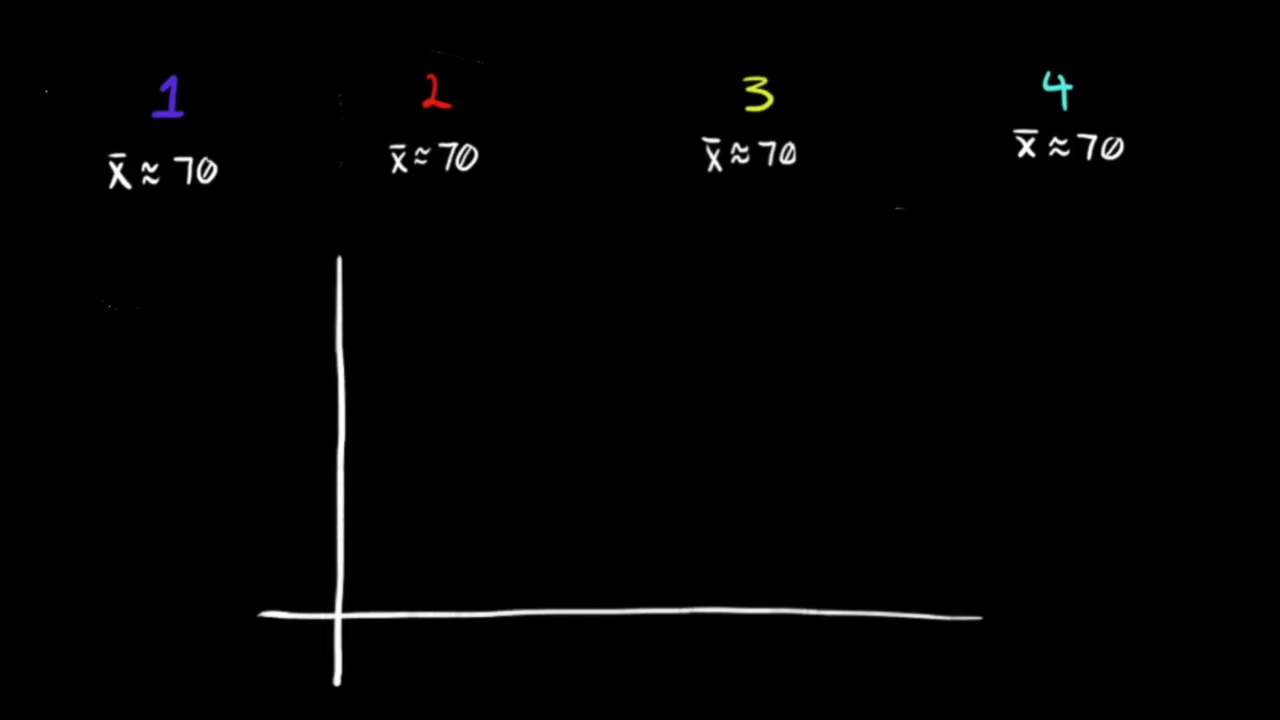 1 2 3 4
x̄ ≈ 70 x̄ ≈ 70 x̄ ≈ 70 x̄ ≈ 70